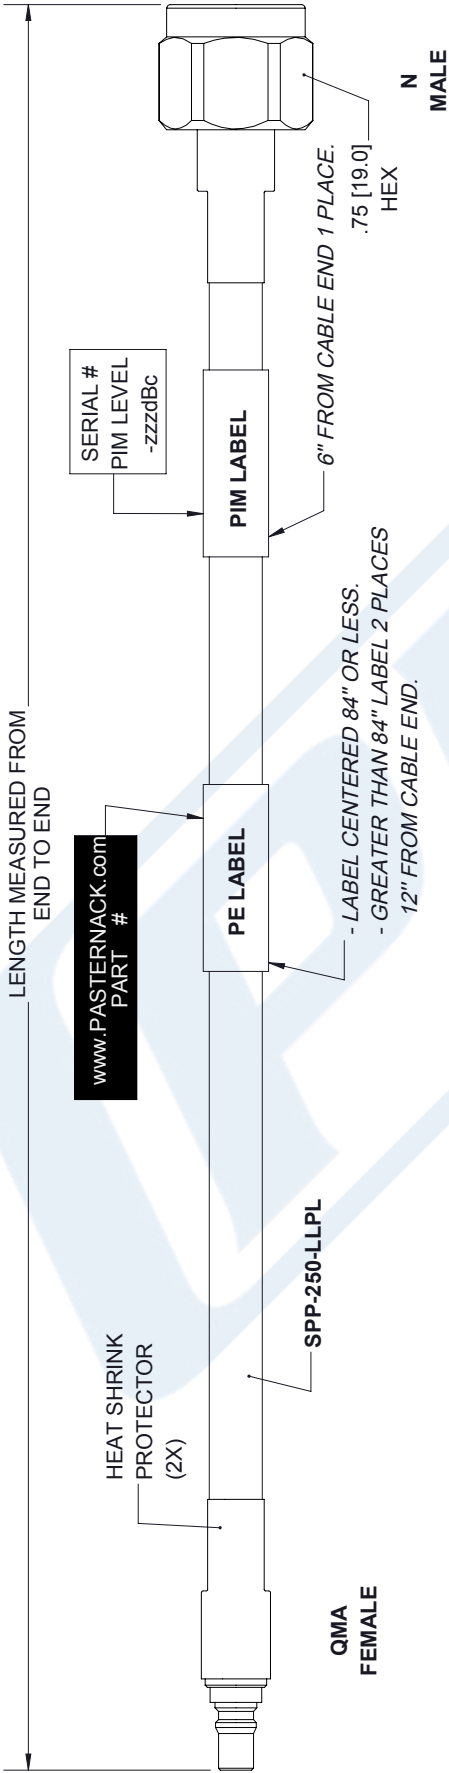 LENGTH MEASURED FROM
END TO END
HEAT SHRINK
PROTECTOR
(2X)
www.PASTERNACK.com
PART #
SERIAL #
PIM LEVEL
-zzzdBc
PE LABEL
PIM LABEL
QMA
FEMALE
SPP-250-LLPL
- LABEL CENTERED 84" OR LESS.
- GREATER THAN 84" LABEL 2 PLACES
12" FROM CABLE END.
6" FROM CABLE END 1 PLACE.
.75 [19.0]
HEX
N
MALE